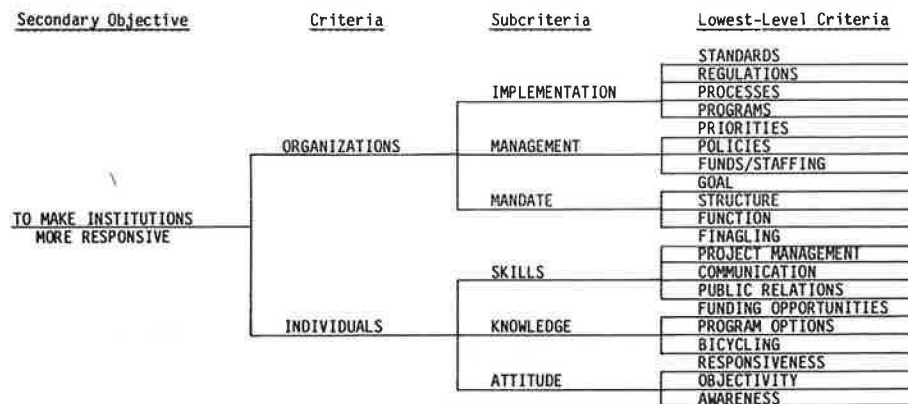 Secondary Objective Criteria Subcriteria Lowest-Level Criteria
STANDARDS
REGULATIONS
IMPLEMENTATION PROCESSES
PROGRAMS
PRIORITIES
ORGANIZATIONS MANAGEMENT POLICIES
FUNDS/STAFFING
GOAL
MANDATE STRUCTURE
TO MAKE INSTITUTIONS FUNCTION
MORE RESPONSIVE FINAGLING
PROJECT MANAGEMENT
SKILLS COMMUNICATION
PUBLIC RELATIONS
FUNDING OPPORTUNITIES
INDIVIDUALS KNOWLEDGE PROGRAM OPTIONS
BICYCLING
RESPONSIVENESS
ATTITUDE OBJECTIVITY
AWARENESS